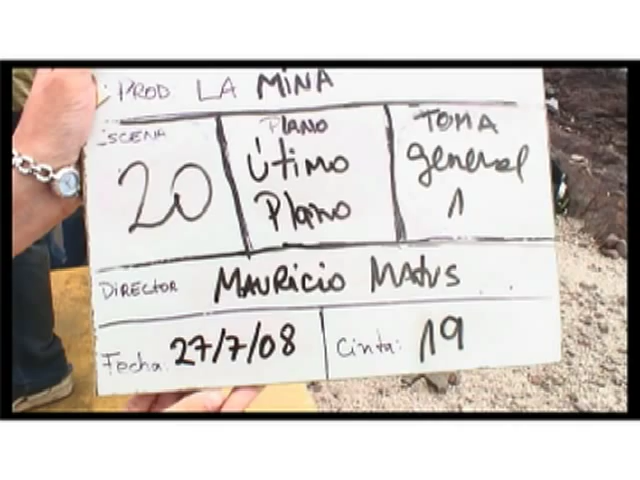 PROD LA MINA
ESCENA PLANO TOMA
20 Útimo general
Plano 1
DIRECTOR MAURICIO MATUS
Fecha: 27/7/08 Cinta: 19